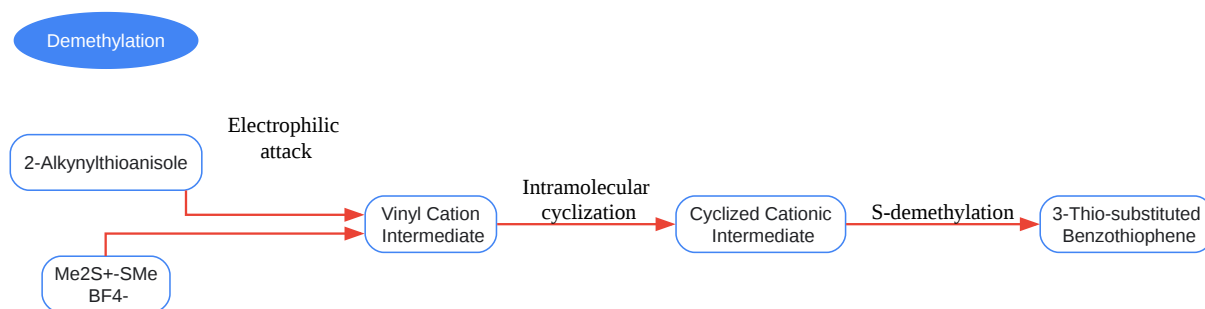 Demethylation
Electrophilic
attack
2-Alkynylthioanisole
Intramolecular
cyclization
S-demethylation
Vinyl Cation
Intermediate
Cyclized Cationic
Intermediate
3-Thio-substituted
Benzothiophene
Me2S+-SMe
BF4-